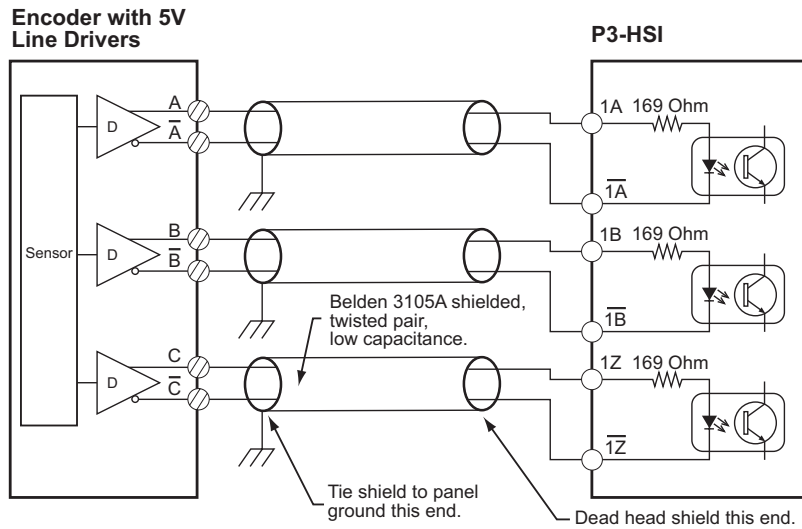 Encoder with 5V
Line Drivers
P3-HSI
Sensor
D
A
A̅
1A 169 Ohm
1A̅
D
B
B̅
1B 169 Ohm
1B̅
Belden 3105A shielded,
twisted pair,
low capacitance.
D
C
C̅
1Z 169 Ohm
1Z̅
Tie shield to panel
ground this end.
Dead head shield this end.